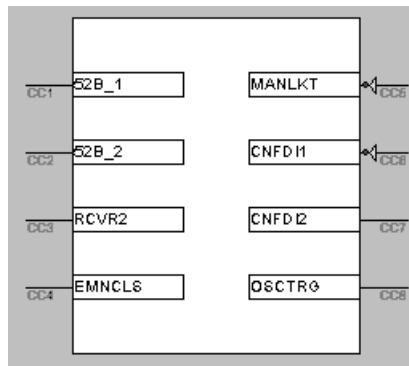 52B_1 MANLKT
CC1 CC5
52B_2 CNFDI1
CC2 CC6
RCVR2 CNFDI2
CC3 CC7
EMNCLS OSCTRG
CC4 CC8